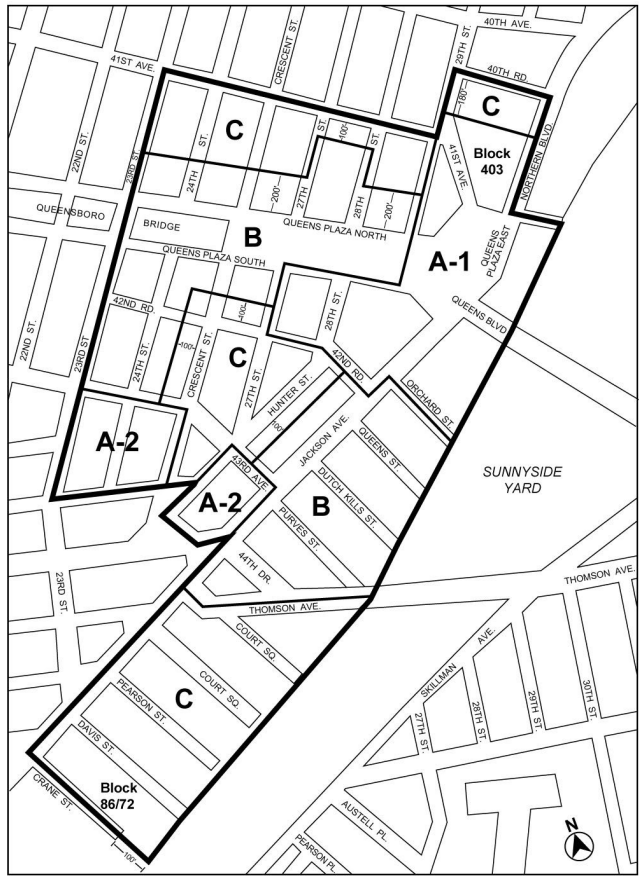 40TH AVE.
29TH ST.
CRESCENT ST.
41ST AVE.
40TH RD.
180'
C
Block
403
NORTHERN BLVD.
22ND ST.
23RD ST.
24TH ST.
C
ST.
100'
ST.
41ST AVE.
200'
27TH
28TH
200'
QUEENSBORO
BRIDGE
B
QUEENS PLAZA NORTH
QUEENS PLAZA SOUTH
A-1
QUEENS
PLAZA EAST
QUEENS BLVD.
42ND RD.
100'
28TH ST.
22ND ST.
23RD ST.
24TH ST.
100'
CRESCENT ST.
C
27TH ST.
42ND RD.
HUNTER ST.
ORCHARD ST.
100'
JACKSON AVE.
A-2
43RD AVE.
QUEENS ST.
SUNNYSIDE
YARD
A-2
DUTCH KILLS ST.
B
PURVES ST.
44TH DR.
THOMSON AVE.
23RD ST.
THOMSON AVE.
COURT SQ.
SKILLMAN AVE.
COURT SQ.
C
PEARSON ST.
27TH ST.
28TH ST.
29TH ST.
30TH ST.
DAVIS ST.
Block
86/72
CRANE ST.
100'
AUSTELL PL.
PEARSON PL.
N